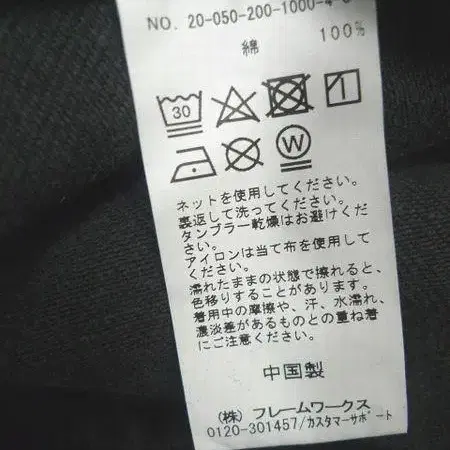 NO. 20-050-200-1000-4-
綿 100%
30
W
ネットを使用してください。
裏返して洗ってください。
タンブラー乾燥はお避けくだ
さい。
アイロンは当て布を使用して
ください。
濡れたままの状態で擦れると、
色移りすることがあります。
着用中の摩擦や、汗、水濡れ、
濃淡差があるものとの重ね着
にご注意ください。
中国製
(株) フレームワークス
0120-301457/カスタマーサポート